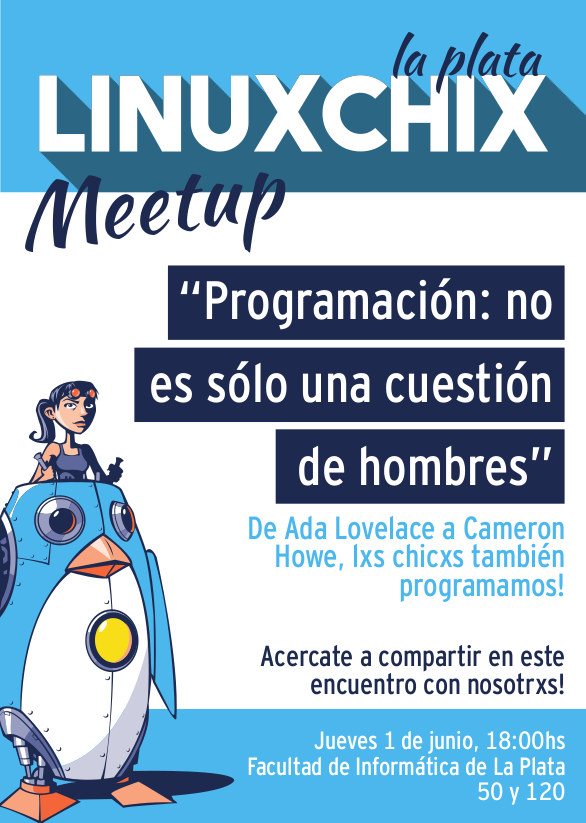 la plata
LINUXCHIX
Meetup
“Programación: no
es sólo una cuestión
de hombres”
De Ada Lovelace a Cameron
Howe, lxs chicxs también
programamos!
Acercate a compartir en este
encuentro con nosotrxs!
Jueves 1 de junio, 18:00hs
Facultad de Informática de La Plata
50 y 120